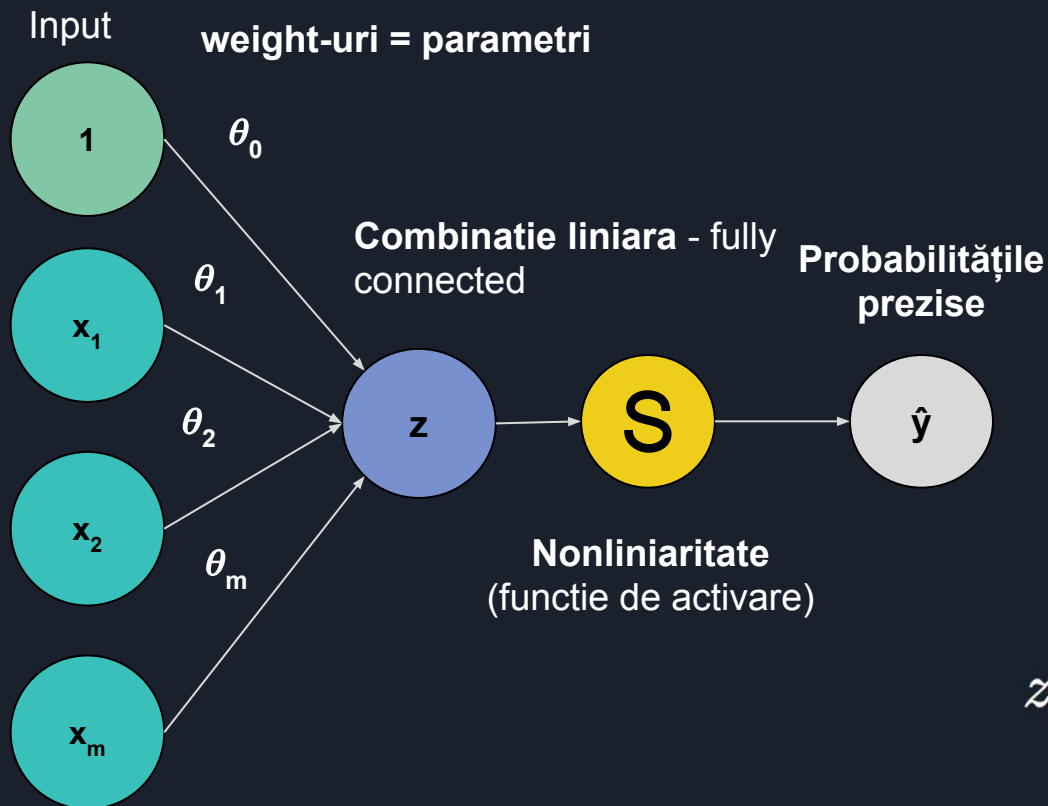 Input
weight-uri = parametri
1
θ₀
Combinatie liniara - fully
connected
Probabilitățile
prezise
θ₁
x₁
θ₂
z
S
ŷ
x₂
θₘ
Nonliniaritate
(functie de activare)
z
xₘ